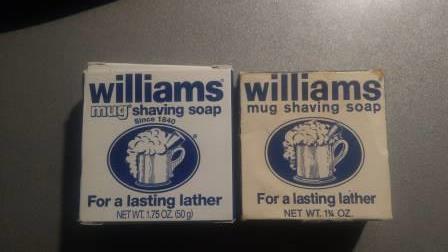 williams®
mug® shaving soap
Since 1840
For a lasting lather
NET WT. 1.75 OZ. (50 g)
williams
mug shaving soap
For a lasting lather
NET WT. 1¾ OZ.